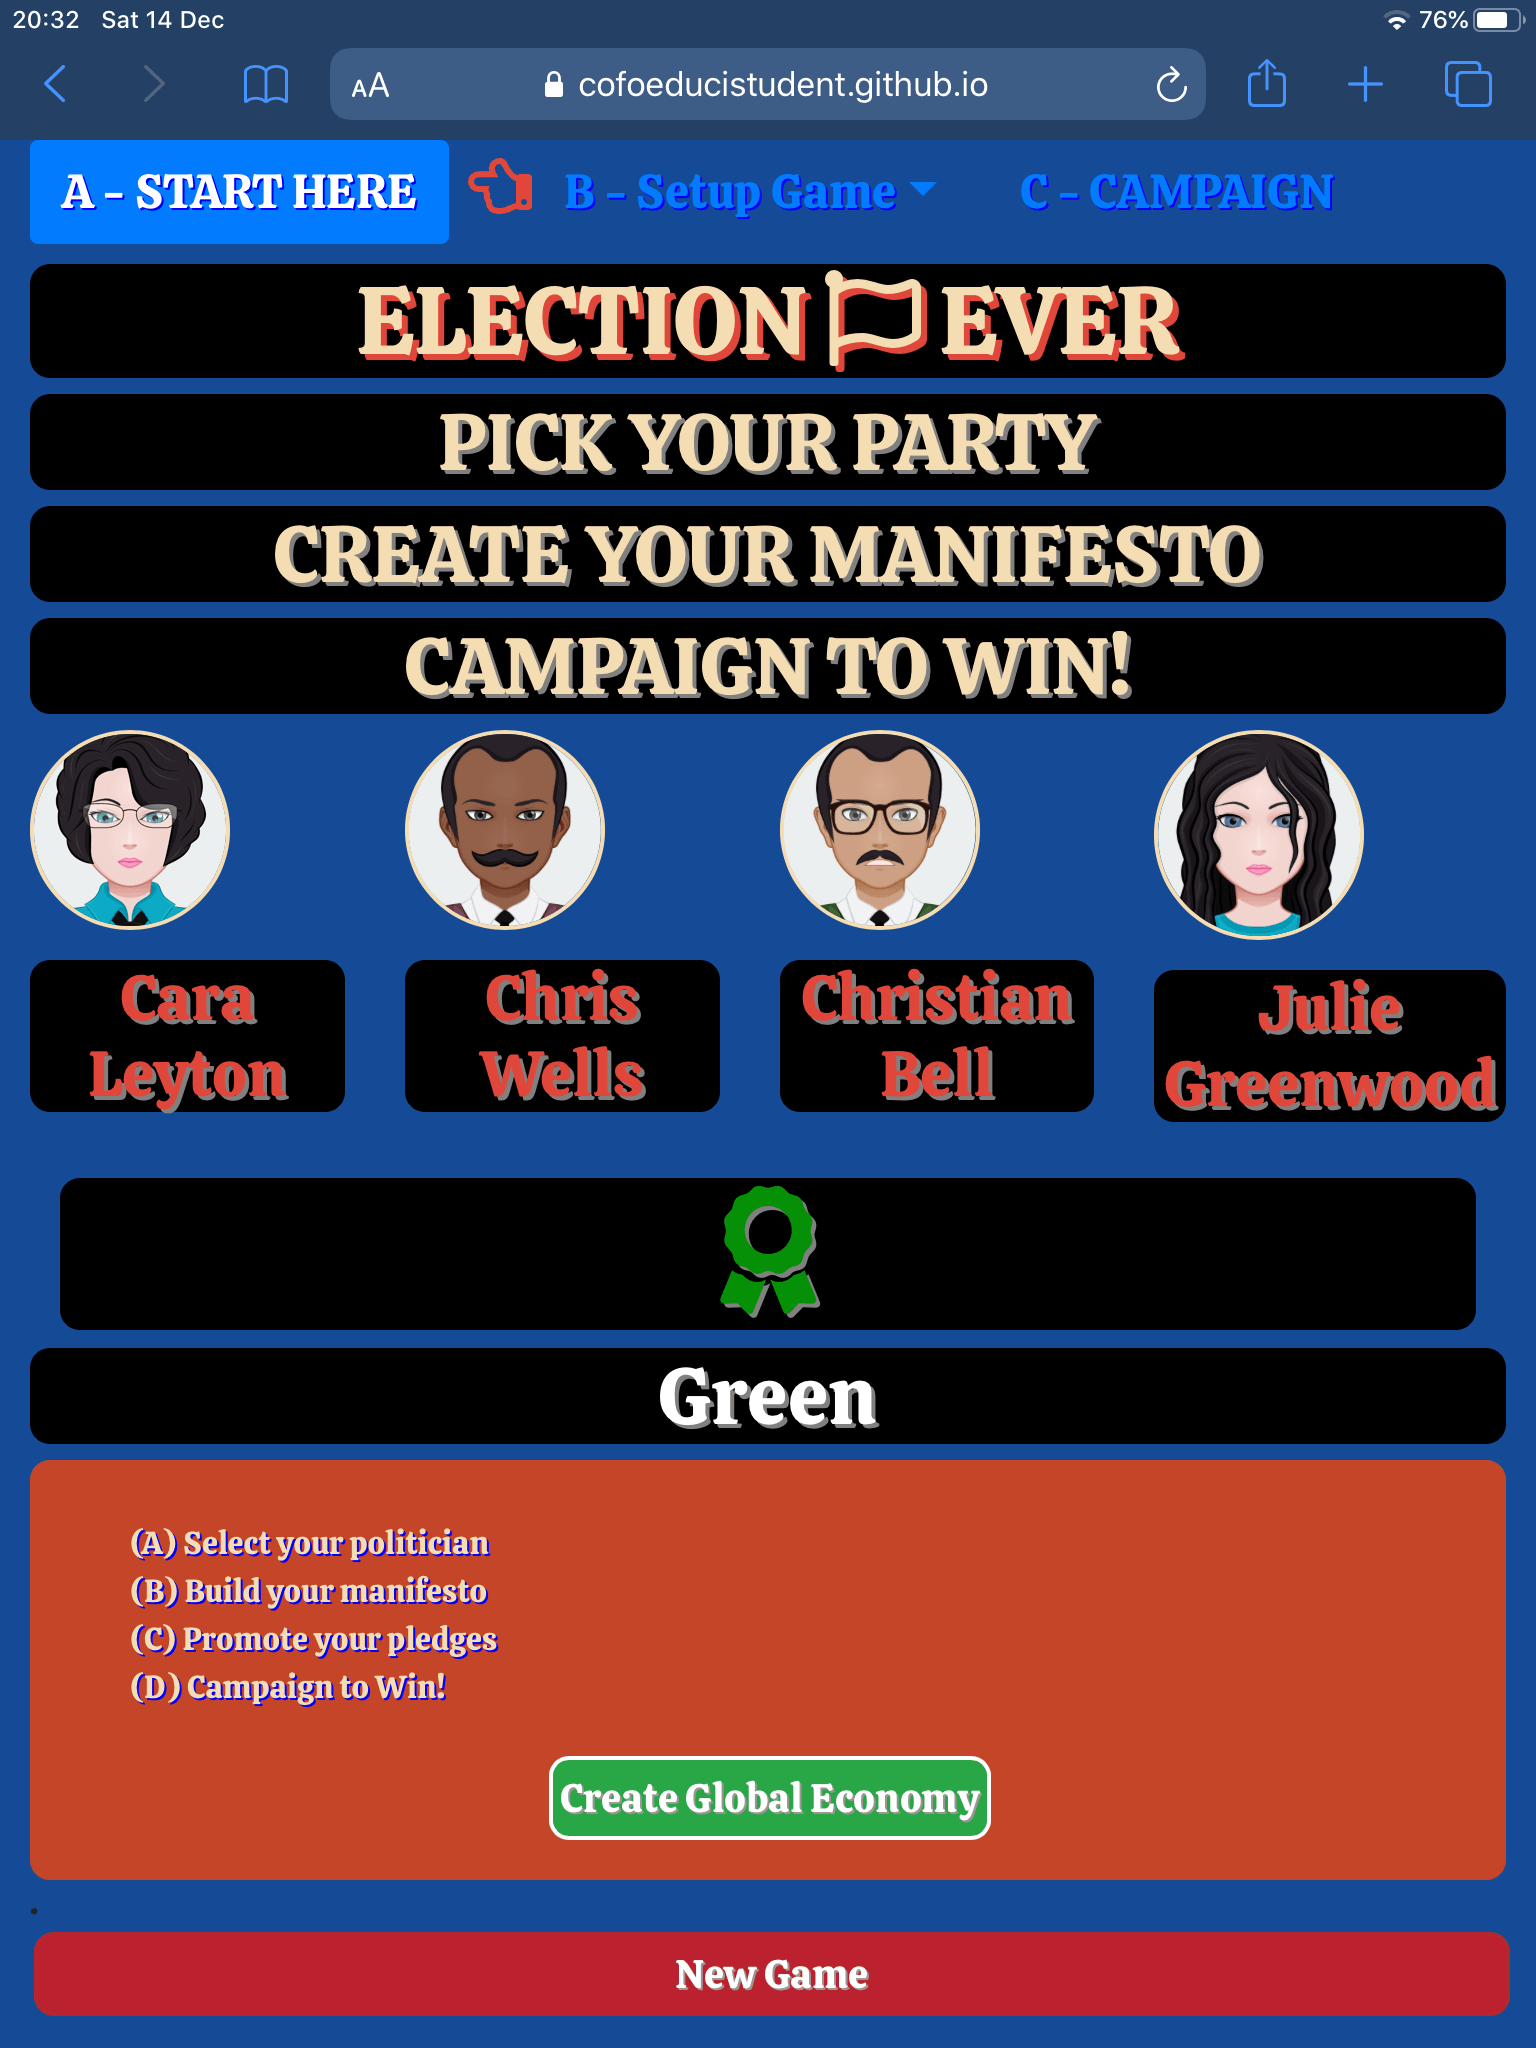 20:32 Sat 14 Dec 76%
AA cofoeducistudent.github.io
A - START HERE B - Setup Game C - CAMPAIGN
ELECTION EVER
PICK YOUR PARTY
CREATE YOUR MANIFESTO
CAMPAIGN TO WIN!
Cara
Leyton
Chris
Wells
Christian
Bell
Julie
Greenwood
Green
(A) Select your politician
(B) Build your manifesto
(C) Promote your pledges
(D) Campaign to Win!
Create Global Economy
.
New Game